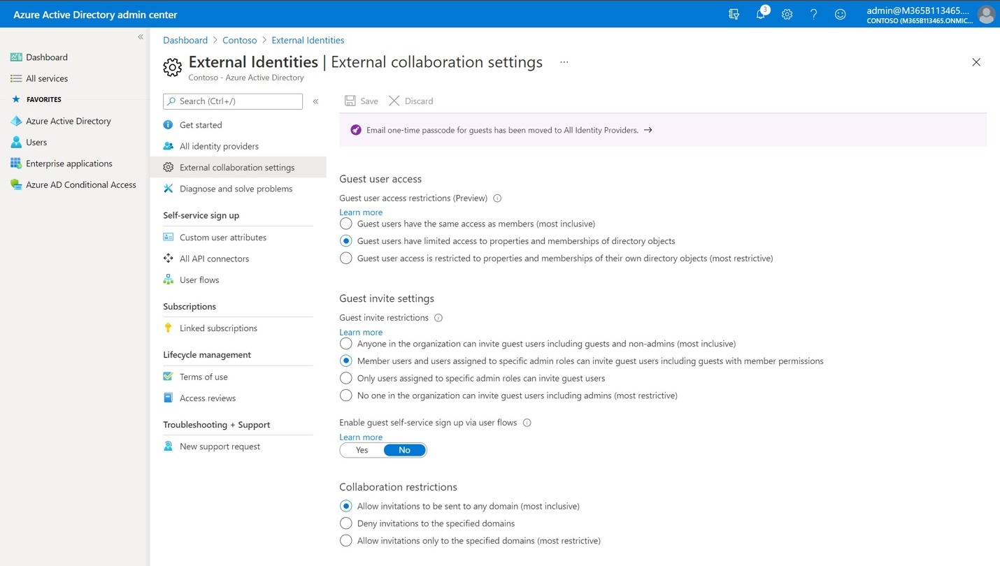 Azure Active Directory admin center
3
admin@M365B113465....
CONTOSO (M365B113465.ONMIC...
«
Dashboard
All services
FAVORITES
Azure Active Directory
Users
Enterprise applications
Azure AD Conditional Access
Dashboard > Contoso > External Identities
External Identities | External collaboration settings ...
Contoso - Azure Active Directory
Search (Ctrl+/) «
Get started
All identity providers
External collaboration settings
Diagnose and solve problems
Self-service sign up
Custom user attributes
All API connectors
User flows
Subscriptions
Linked subscriptions
Lifecycle management
Terms of use
Access reviews
Troubleshooting + Support
New support request
Save Discard
Email one-time passcode for guests has been moved to All Identity Providers. →
Guest user access
Guest user access restrictions (Preview)
Learn more
Guest users have the same access as members (most inclusive)
Guest users have limited access to properties and memberships of directory objects
Guest user access is restricted to properties and memberships of their own directory objects (most restrictive)
Guest invite settings
Guest invite restrictions
Learn more
Anyone in the organization can invite guest users including guests and non-admins (most inclusive)
Member users and users assigned to specific admin roles can invite guest users including guests with member permissions
Only users assigned to specific admin roles can invite guest users
No one in the organization can invite guest users including admins (most restrictive)
Enable guest self-service sign up via user flows
Learn more
Yes No
Collaboration restrictions
Allow invitations to be sent to any domain (most inclusive)
Deny invitations to the specified domains
Allow invitations only to the specified domains (most restrictive)